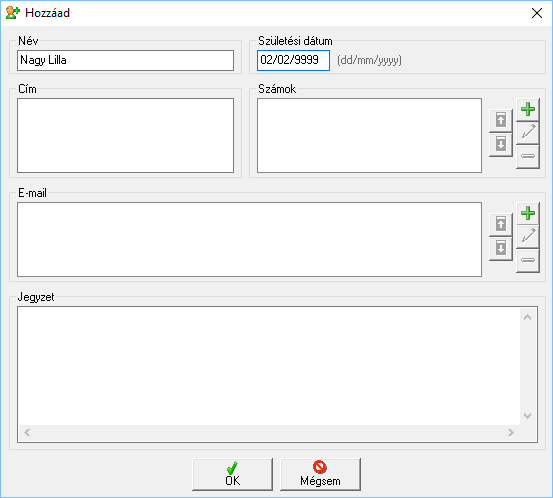 Hozzáad
Név
Nagy Lilla
Születési dátum
02/02/9999 (dd/mm/yyyy)
Cím
Számok
E-mail
Jegyzet
OK
Mégsem